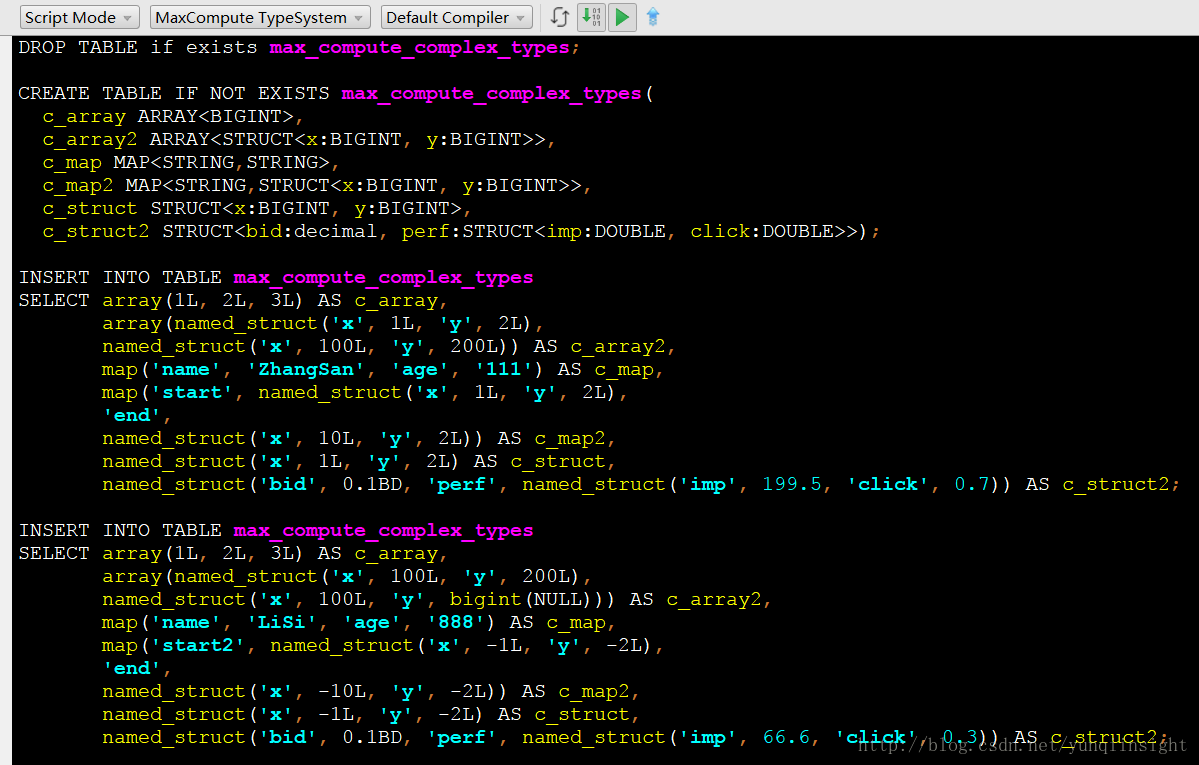 Script Mode MaxCompute TypeSystem Default Compiler
DROP TABLE if exists max_compute_complex_types;
CREATE TABLE IF NOT EXISTS max_compute_complex_types(
c_array ARRAY<BIGINT>,
c_array2 ARRAY<STRUCT<x:BIGINT, y:BIGINT>>,
c_map MAP<STRING,STRING>,
c_map2 MAP<STRING,STRUCT<x:BIGINT, y:BIGINT>>,
c_struct STRUCT<x:BIGINT, y:BIGINT>,
c_struct2 STRUCT<bid:decimal, perf:STRUCT<imp:DOUBLE, click:DOUBLE>>);
INSERT INTO TABLE max_compute_complex_types
SELECT array(1L, 2L, 3L) AS c_array,
array(named_struct('x', 1L, 'y', 2L),
named_struct('x', 100L, 'y', 200L)) AS c_array2,
map('name', 'ZhangSan', 'age', '111') AS c_map,
map('start', named_struct('x', 1L, 'y', 2L),
'end',
named_struct('x', 10L, 'y', 2L)) AS c_map2,
named_struct('x', 1L, 'y', 2L) AS c_struct,
named_struct('bid', 0.1BD, 'perf', named_struct('imp', 199.5, 'click', 0.7)) AS c_struct2;
INSERT INTO TABLE max_compute_complex_types
SELECT array(1L, 2L, 3L) AS c_array,
array(named_struct('x', 100L, 'y', 200L),
named_struct('x', 100L, 'y', bigint(NULL))) AS c_array2,
map('name', 'LiSi', 'age', '888') AS c_map,
map('start2', named_struct('x', -1L, 'y', -2L),
'end',
named_struct('x', -10L, 'y', -2L)) AS c_map2,
named_struct('x', -1L, 'y', -2L) AS c_struct,
named_struct('bid', 0.1BD, 'perf', named_struct('imp', 66.6, 'click', 0.3)) AS c_struct2;
http://blog.csdn.net/yunqiinsight